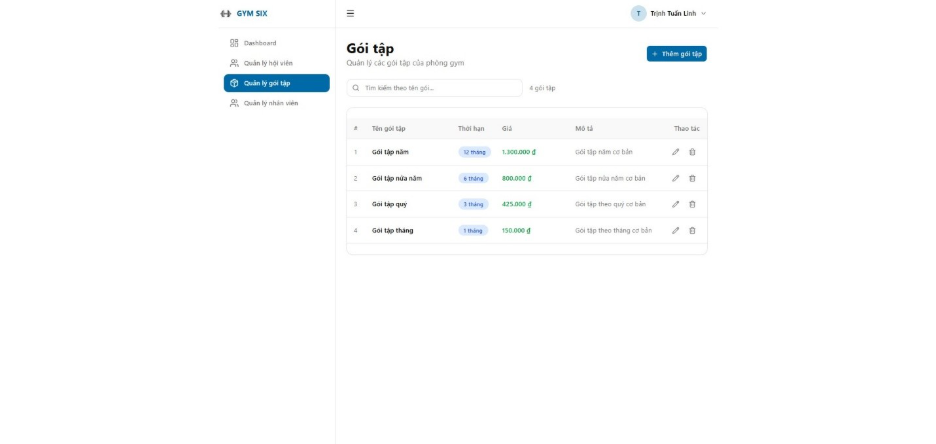 GYM SIX
T Trịnh Tuấn Linh
Dashboard
Quản lý hội viên
Quản lý gói tập
Quản lý nhân viên
Gói tập
Quản lý các gói tập của phòng gym
+ Thêm gói tập
Tìm kiếm theo tên gói...
4 gói tập
# Tên gói tập Thời hạn Giá Mô tả Thao tác
1 Gói tập năm 12 tháng 1.300.000 ₫ Gói tập năm cơ bản
2 Gói tập nửa năm 6 tháng 800.000 ₫ Gói tập nửa năm cơ bản
3 Gói tập quý 3 tháng 425.000 ₫ Gói tập theo quý cơ bản
4 Gói tập tháng 1 tháng 150.000 ₫ Gói tập theo tháng cơ bản